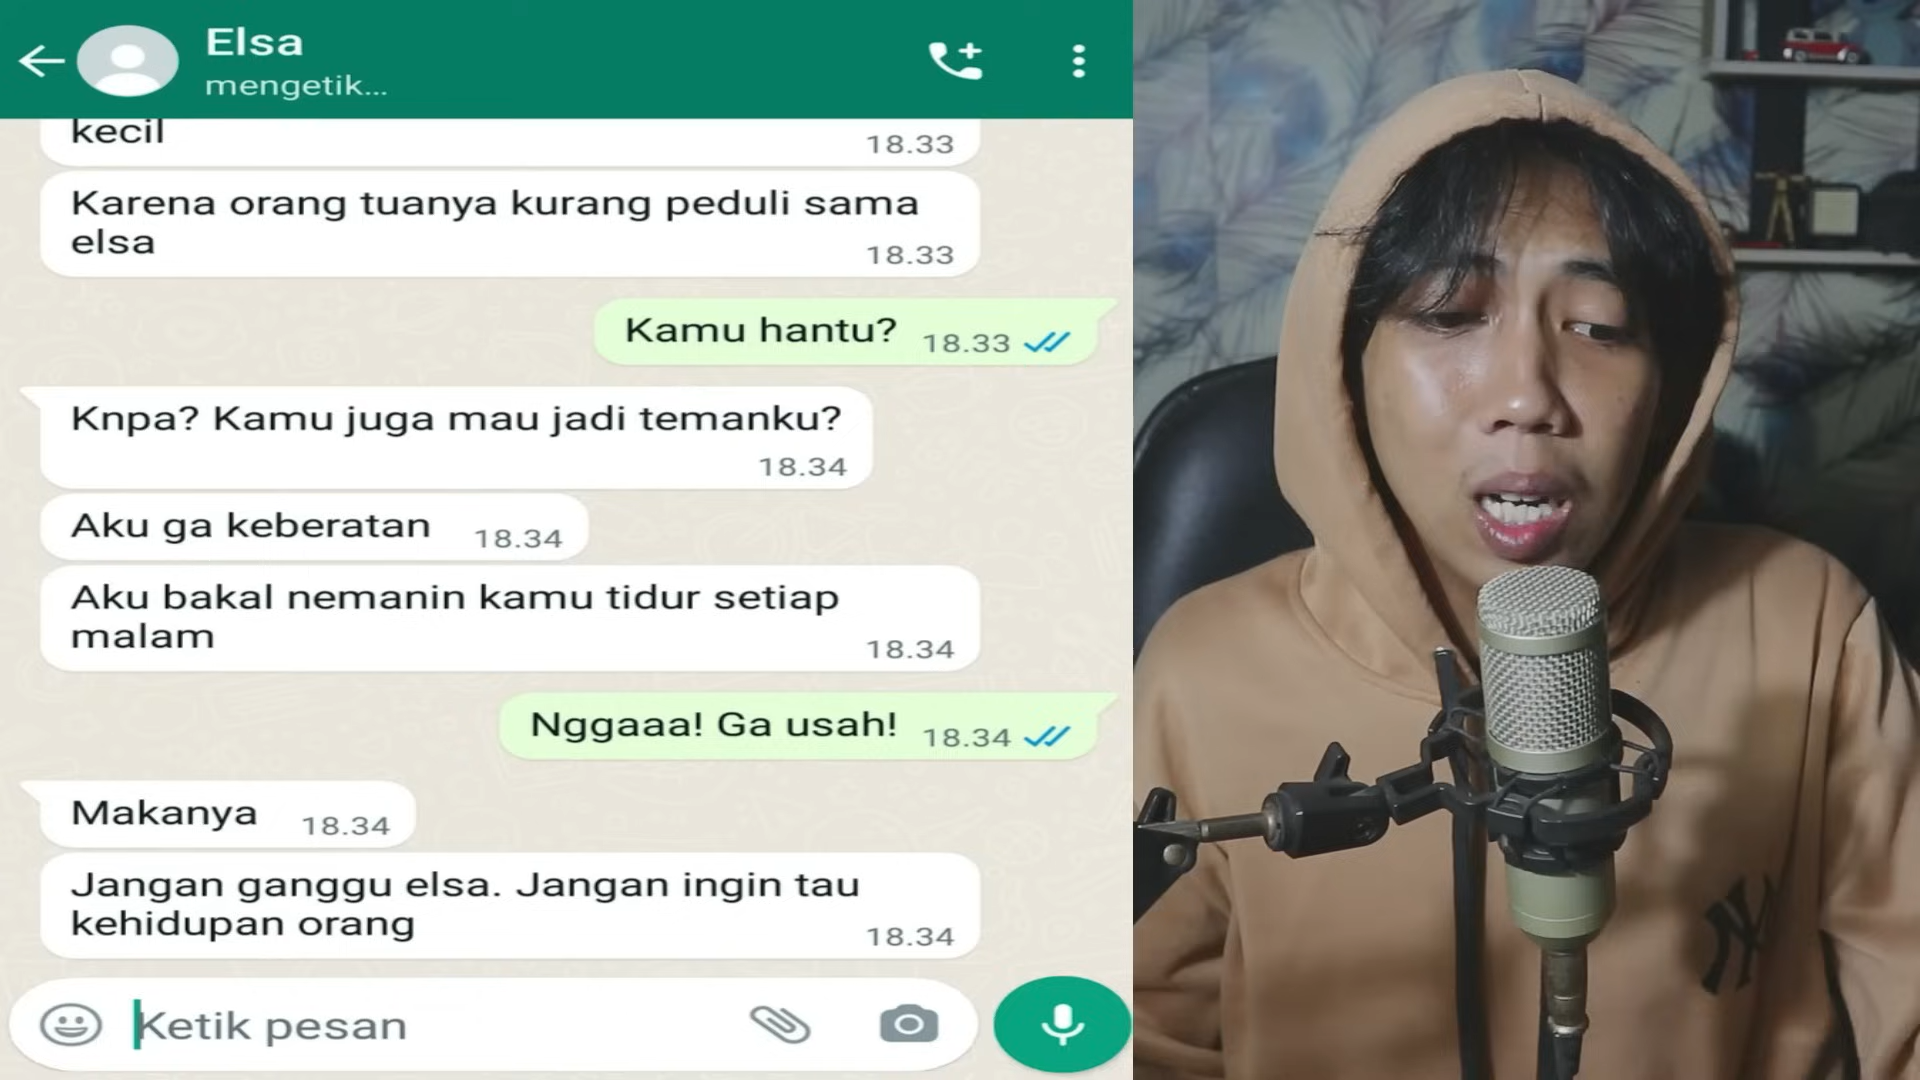 Elsa
mengetik...
kecil
18.33
Karena orang tuanya kurang peduli sama
elsa
18.33
Kamu hantu?
18.33
Knpa? Kamu juga mau jadi temanku?
18.34
Aku ga keberatan
18.34
Aku bakal nemanin kamu tidur setiap
malam
18.34
Nggaaa! Ga usah!
18.34
Makanya
18.34
Jangan ganggu elsa. Jangan ingin tau
kehidupan orang
18.34
Ketik pesan
NY